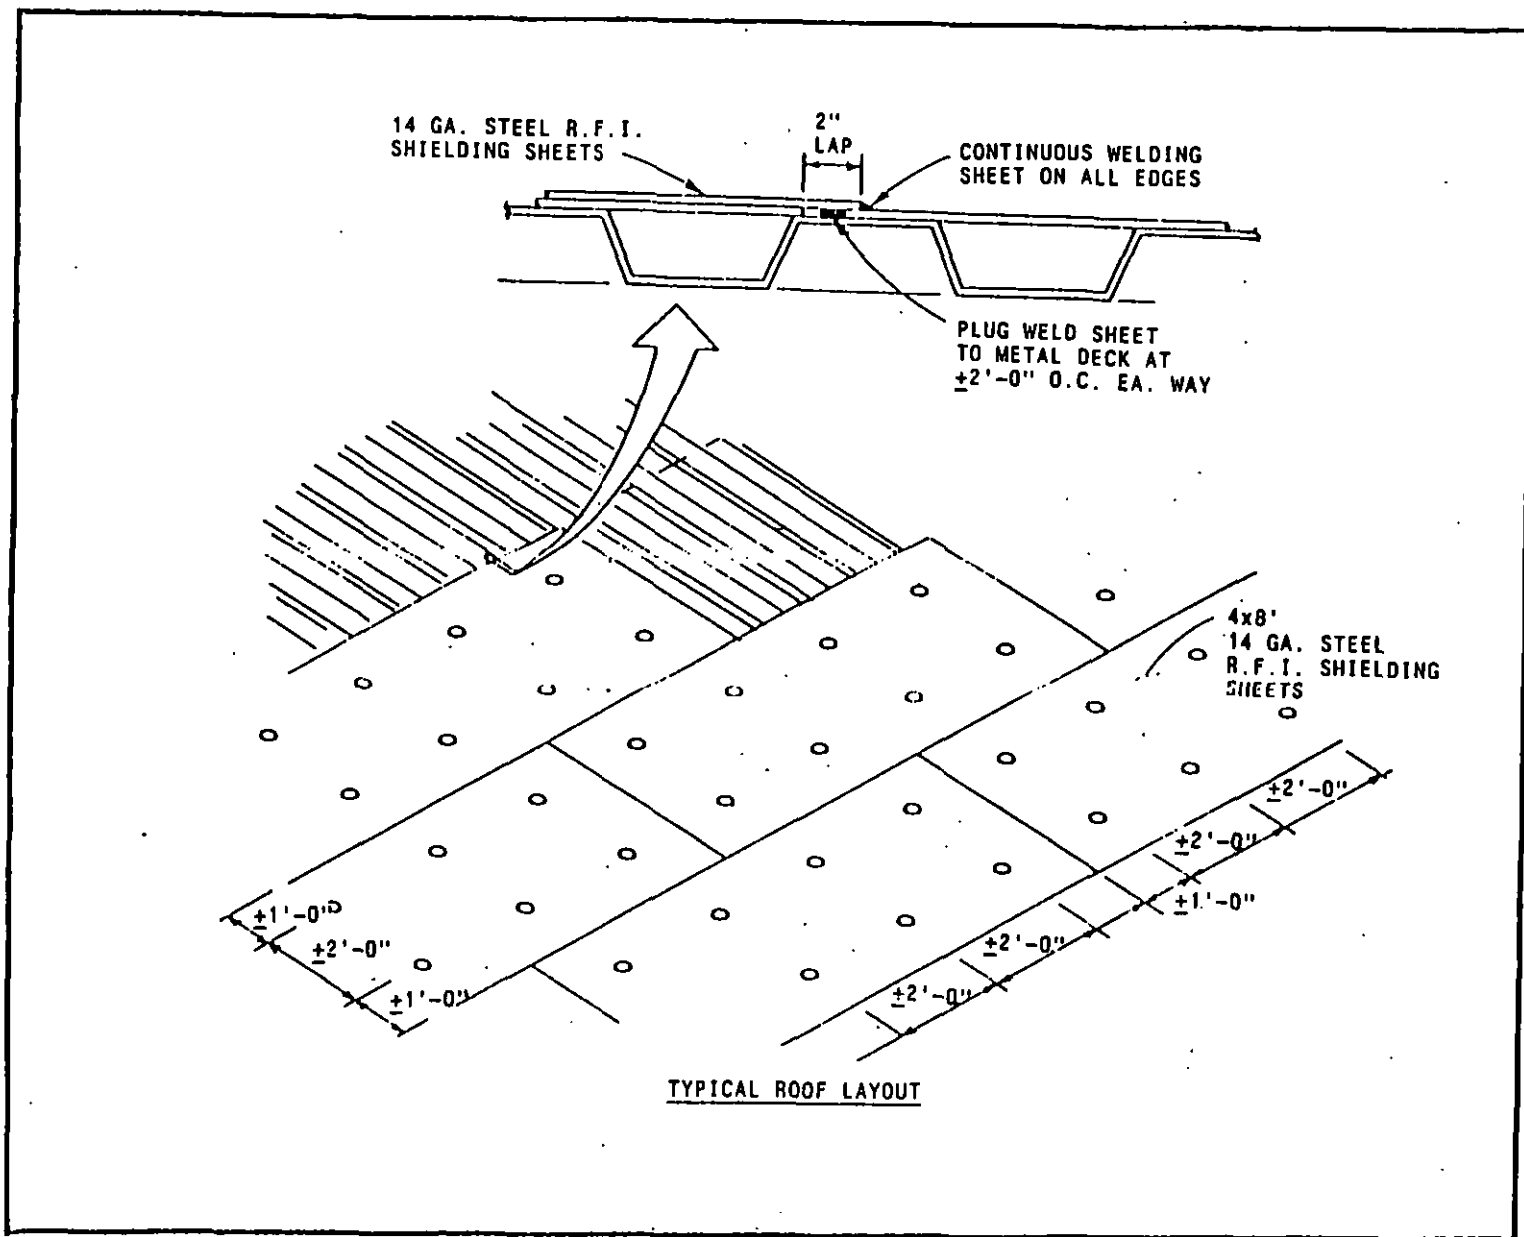 14 GA. STEEL R.F.I.
SHIELDING SHEETS
2"
LAP
CONTINUOUS WELDING
SHEET ON ALL EDGES
PLUG WELD SHEET
TO METAL DECK AT
±2'-0" O.C. EA. WAY
4x8'
14 GA. STEEL
R.F.I. SHIELDING
SHEETS
±2'-0"
±2'-0"
±1'-0"
±2'-0"
±2'-0"
±1'-0"
±2'-0"
±1'-0"
TYPICAL ROOF LAYOUT